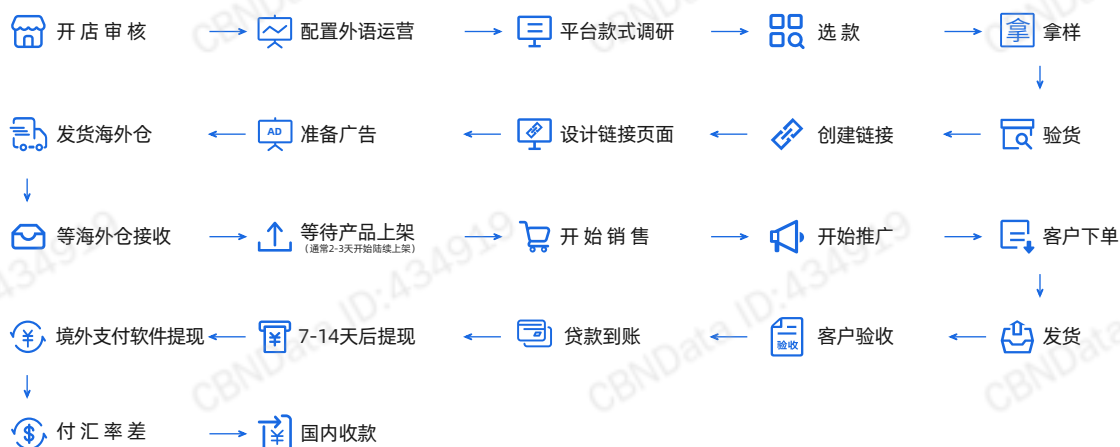 开店审核
配置外语运营
平台款式调研
选款
拿
拿样
发货海外仓
AD
准备广告
设计链接页面
创建链接
验货
等海外仓接收
等待产品上架
(通常2-3天开始陆续上架)
开始销售
开始推广
客户下单
境外支付软件提现
7-14天后提现
贷款到账
验收
客户验收
发货
付汇率差
国内收款
CBNData ID:434919